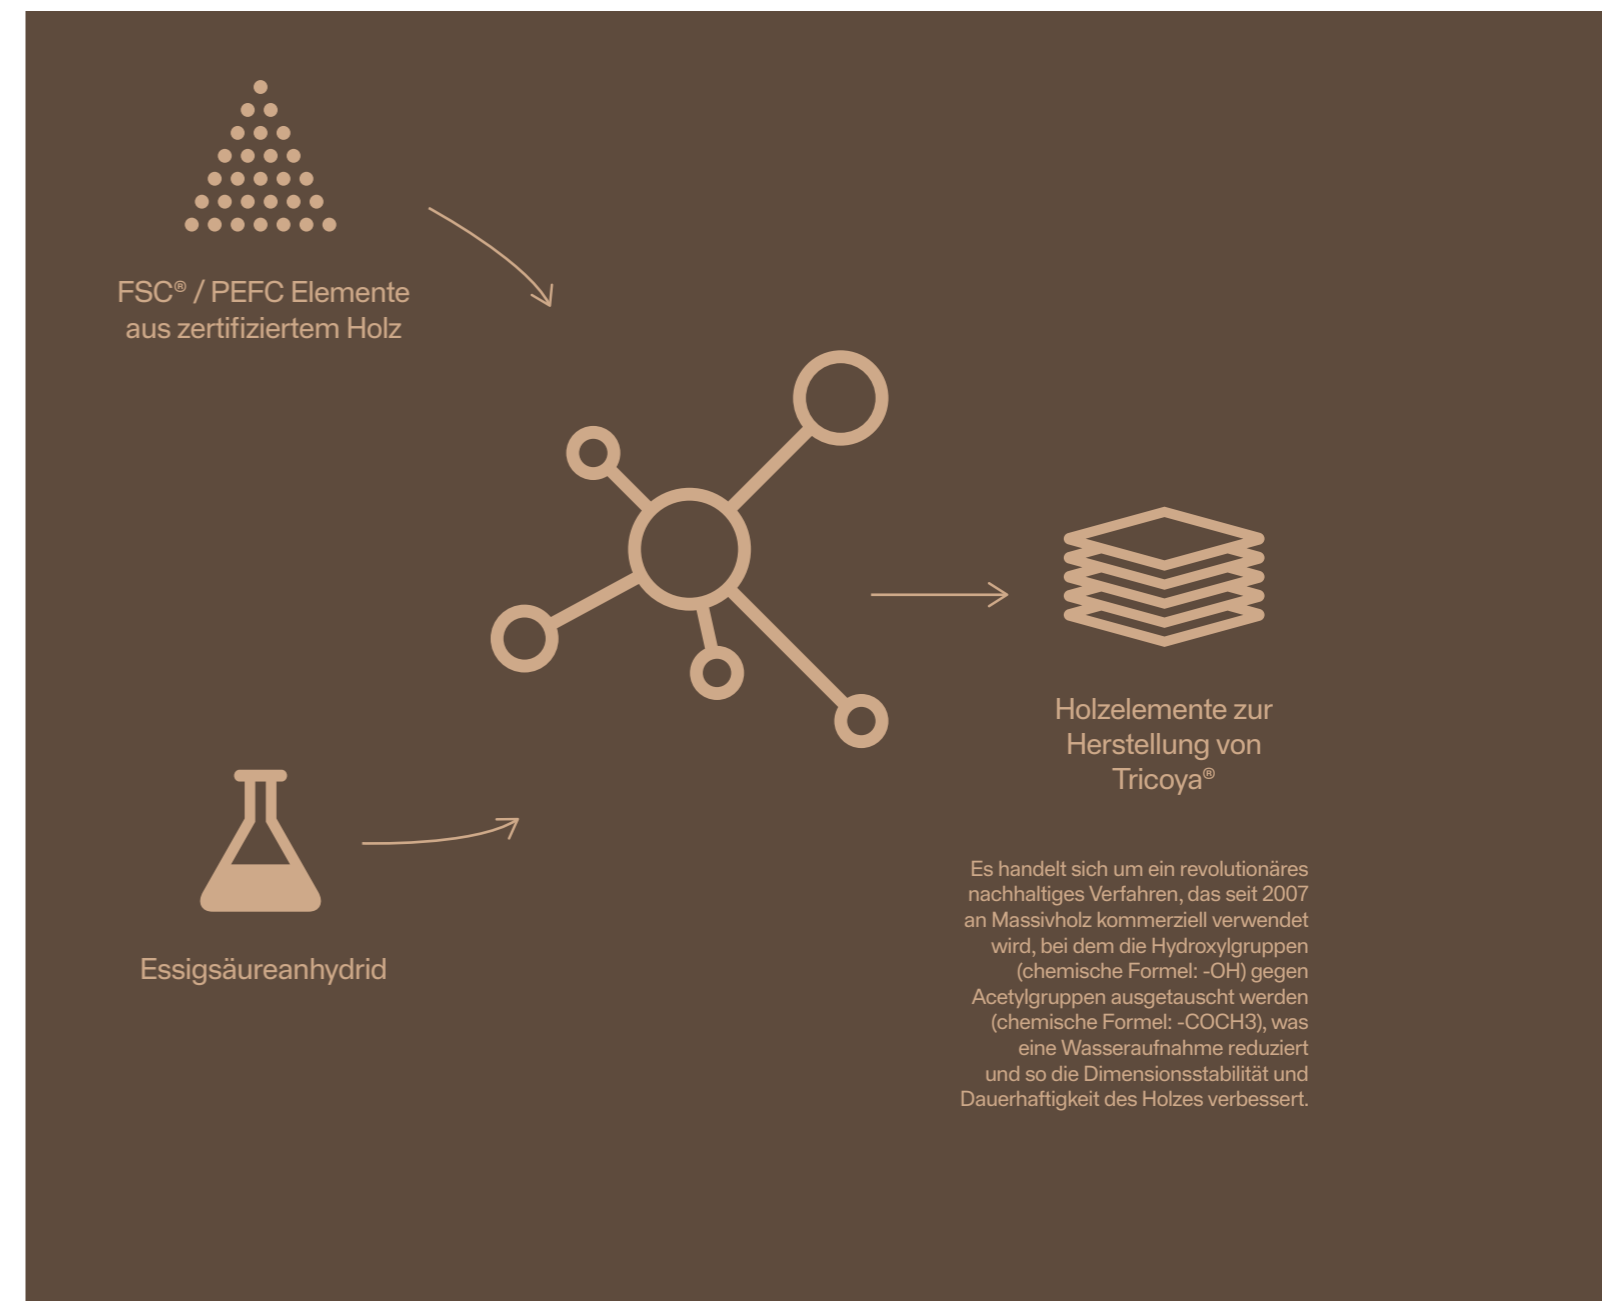 FSC® / PEFC Elemente
aus zertifiziertem Holz
Holzelemente zur
Herstellung von
Tricoya®
Essigsäureanhydrid
Es handelt sich um ein revolutionäres
nachhaltiges Verfahren, das seit 2007
an Massivholz kommerziell verwendet
wird, bei dem die Hydroxylgruppen
(chemische Formel: -OH) gegen
Acetylgruppen ausgetauscht werden
(chemische Formel: -COCH3), was
eine Wasseraufnahme reduziert
und so die Dimensionsstabilität und
Dauerhaftigkeit des Holzes verbessert.